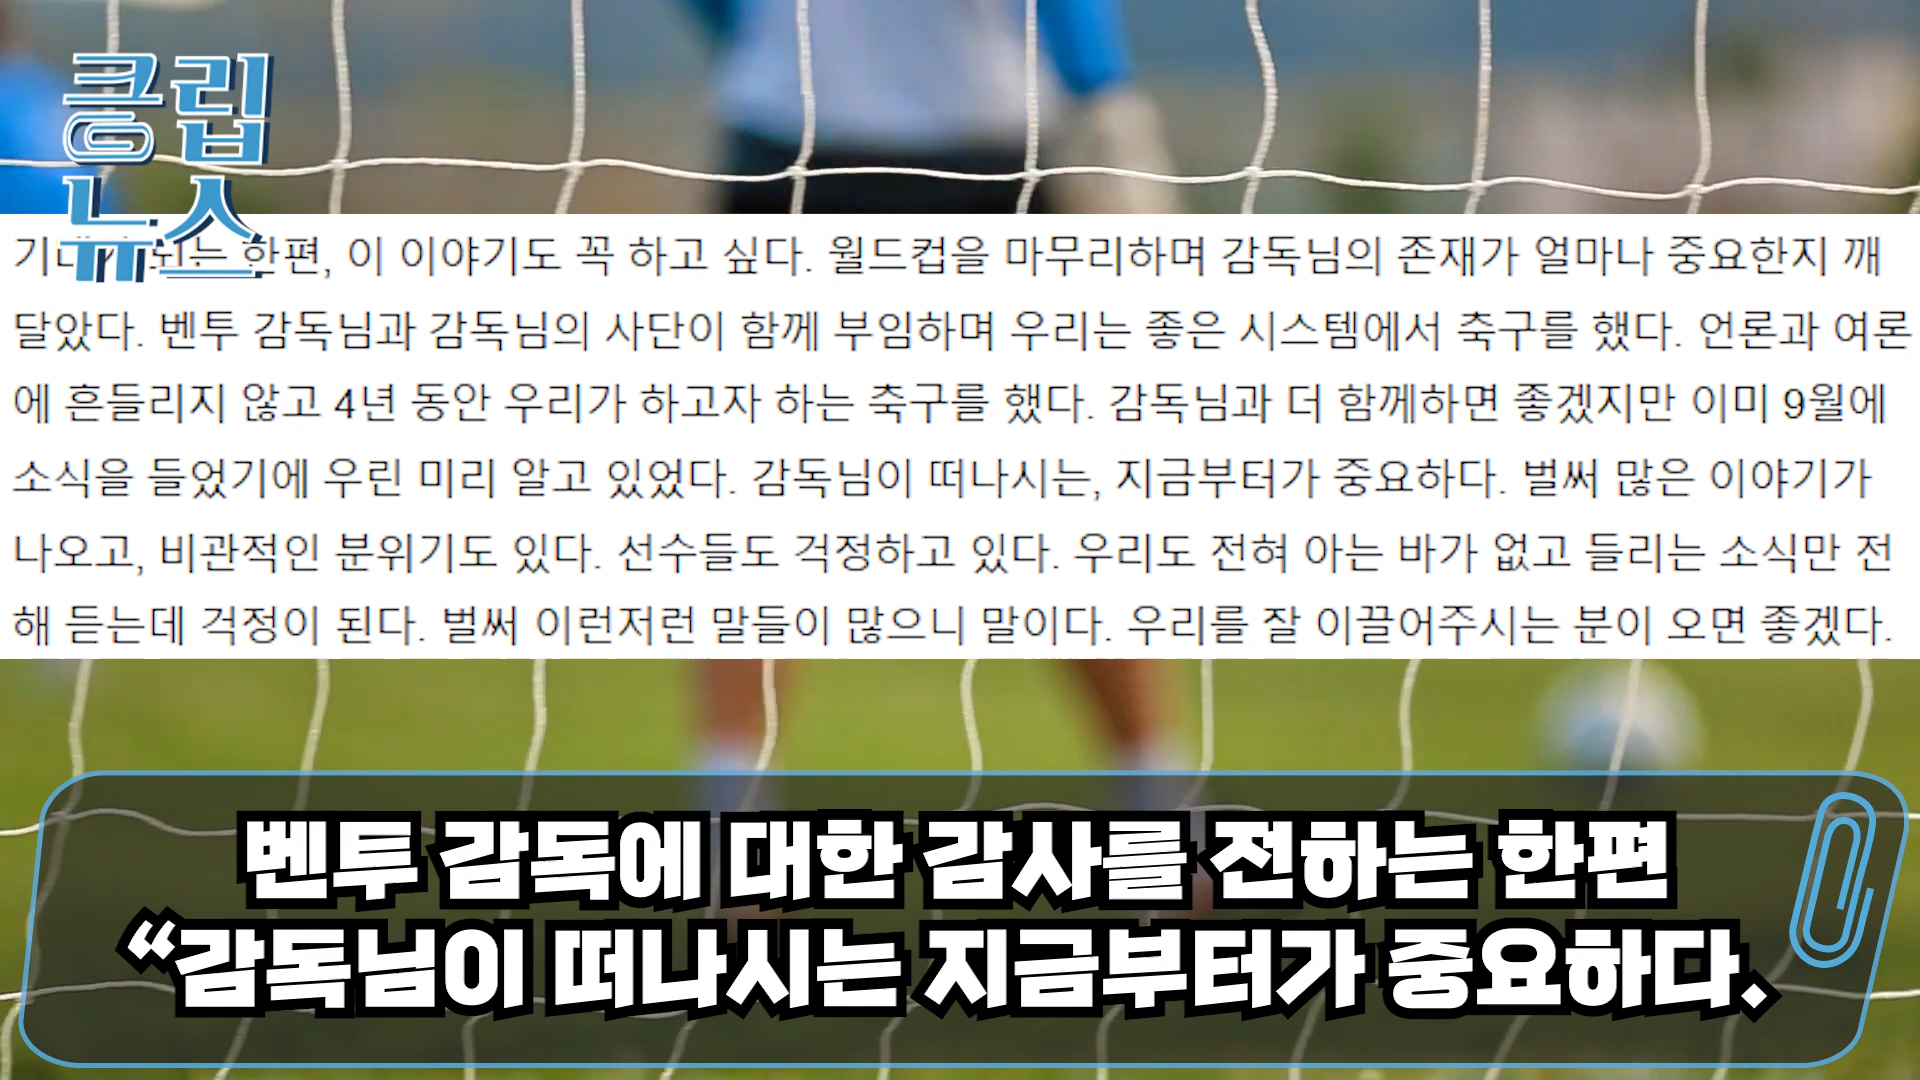 클립
뉴스
한편, 이 이야기도 꼭 하고 싶다. 월드컵을 마무리하며 감독님의 존재가 얼마나 중요한지 깨
달았다. 벤투 감독님과 감독님의 사단이 함께 부임하며 우리는 좋은 시스템에서 축구를 했다. 언론과 여론
에 흔들리지 않고 4년 동안 우리가 하고자 하는 축구를 했다. 감독님과 더 함께하면 좋겠지만 이미 9월에
소식을 들었기에 우린 미리 알고 있었다. 감독님이 떠나시는, 지금부터가 중요하다. 벌써 많은 이야기가
나오고, 비관적인 분위기도 있다. 선수들도 걱정하고 있다. 우리도 전혀 아는 바가 없고 들리는 소식만 전
해 듣는데 걱정이 된다. 벌써 이런저런 말들이 많으니 말이다. 우리를 잘 이끌어주시는 분이 오면 좋겠다.
벤투 감독에 대한 감사를 전하는 한편
“감독님이 떠나시는 지금부터가 중요하다.